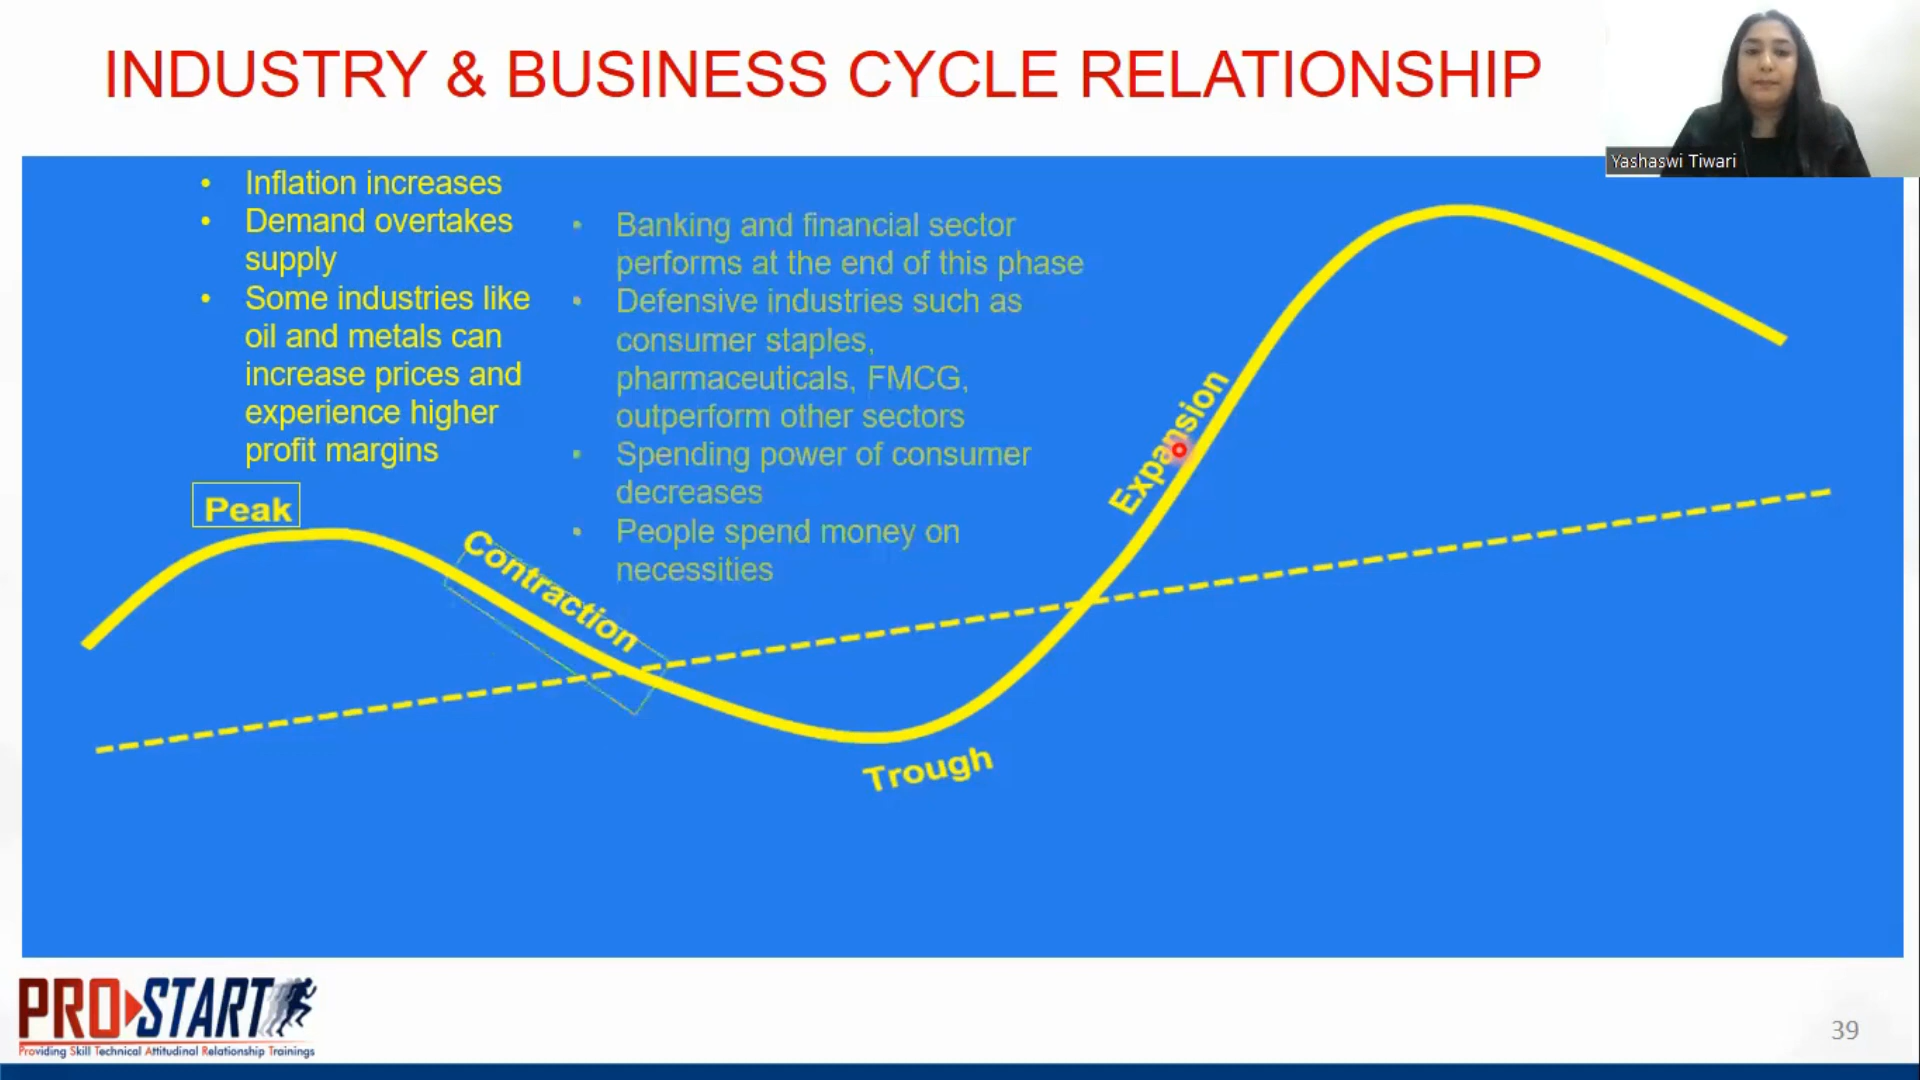 INDUSTRY & BUSINESS CYCLE RELATIONSHIP
Yashaswi Tiwari
• Inflation increases
• Demand overtakes
supply
• Some industries like
oil and metals can
increase prices and
experience higher
profit margins
• Banking and financial sector
performs at the end of this phase
• Defensive industries such as
consumer staples,
pharmaceuticals, FMCG,
outperform other sectors
• Spending power of consumer
decreases
• People spend money on
necessities
Peak
Contraction
Trough
Expansion
PRO START
Providing Skill Technical Attitudinal Relationship Trainings
39